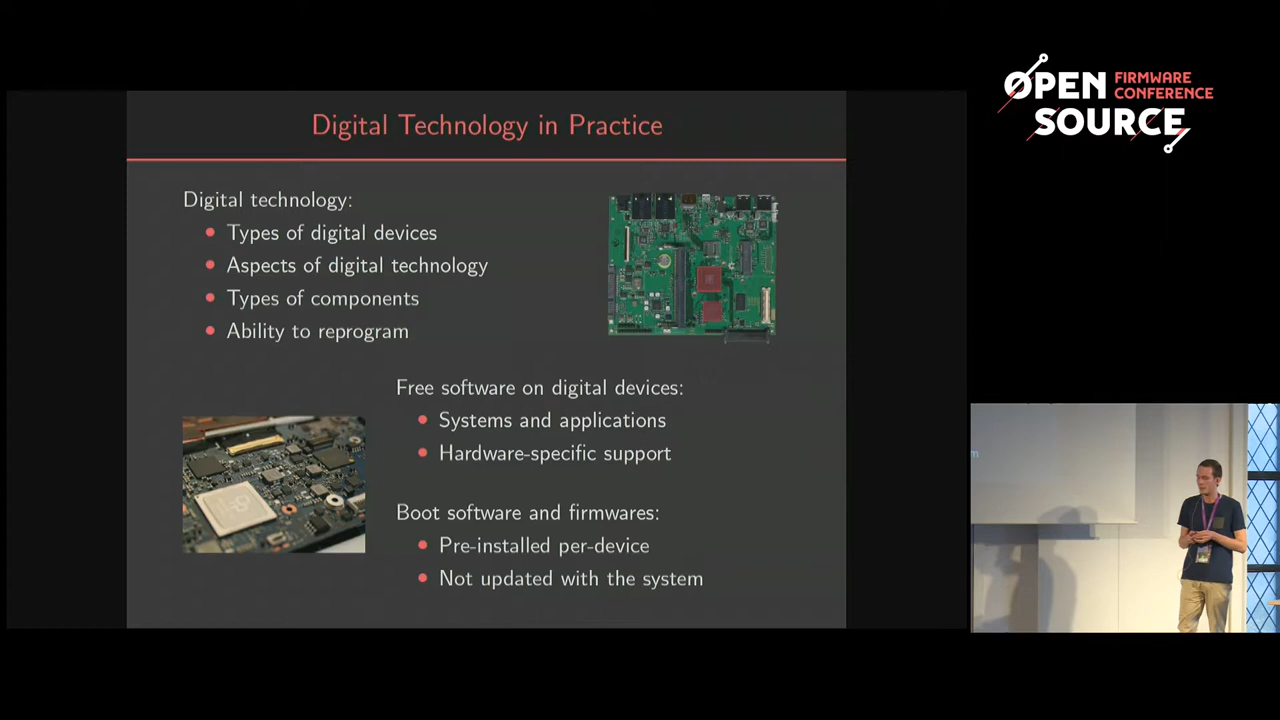 OPEN FIRMWARE
CONFERENCE
SOURCE
Digital Technology in Practice
Digital technology:
Types of digital devices
Aspects of digital technology
Types of components
Ability to reprogram
Free software on digital devices:
Systems and applications
Hardware-specific support
Boot software and firmwares:
Pre-installed per-device
Not updated with the system